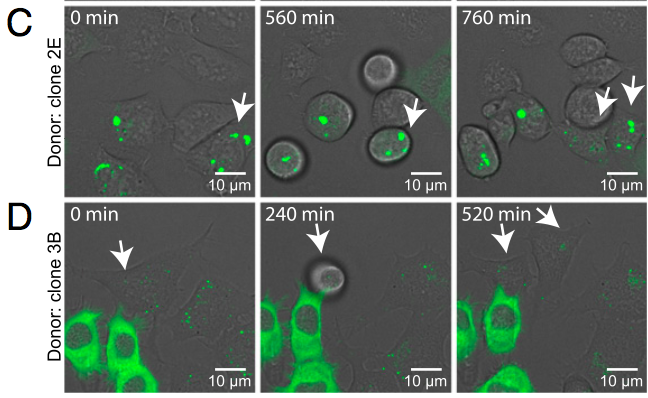 C
Donor: clone 2E
0 min
10 µm
560 min
10 µm
760 min
10 µm
D
Donor: clone 3B
0 min
10 µm
240 min
10 µm
520 min
10 µm